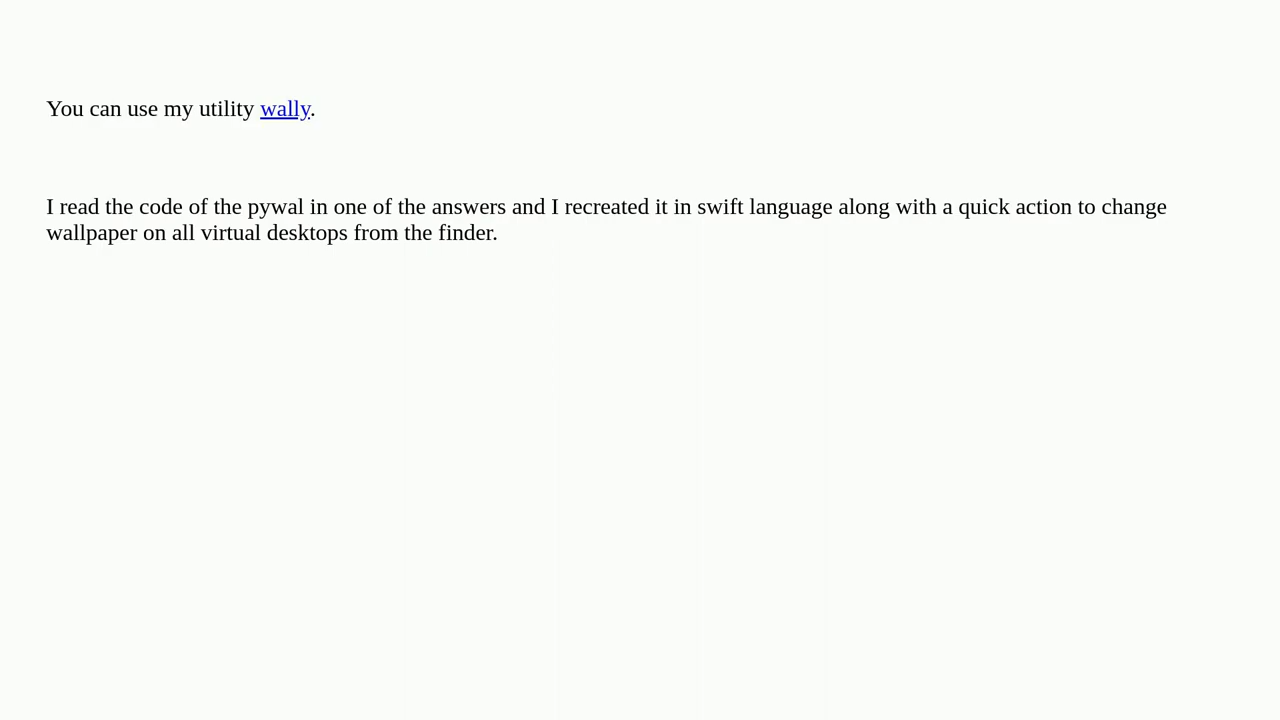 You can use my utility wally.
I read the code of the pywal in one of the answers and I recreated it in swift language along with a quick action to change
wallpaper on all virtual desktops from the finder.